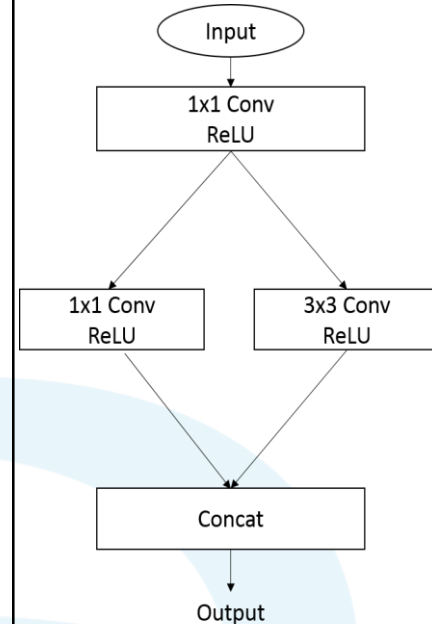 Input
1x1 Conv
ReLU
1x1 Conv
ReLU
3x3 Conv
ReLU
Concat
Output